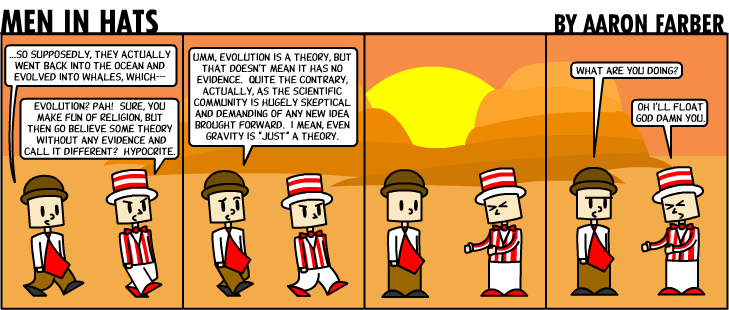 MEN IN HATS
BY AARON FARBER
...SO SUPPOSEDLY, THEY ACTUALLY
WENT BACK INTO THE OCEAN AND
EVOLVED INTO WHALES, WHICH---
EVOLUTION? PAH! SURE, YOU
MAKE FUN OF RELIGION, BUT
THEN GO BELIEVE SOME THEORY
WITHOUT ANY EVIDENCE AND
CALL IT DIFFERENT? HYPOCRITE.
UMM, EVOLUTION IS A THEORY, BUT
THAT DOESN'T MEAN IT HAS NO
EVIDENCE. QUITE THE CONTRARY,
ACTUALLY, AS THE SCIENTIFIC
COMMUNITY IS HUGELY SKEPTICAL
AND DEMANDING OF ANY NEW IDEA
BROUGHT FORWARD. I MEAN, EVEN
GRAVITY IS "JUST" A THEORY.
WHAT ARE YOU DOING?
OH I'LL FLOAT
GOD DAMN YOU.